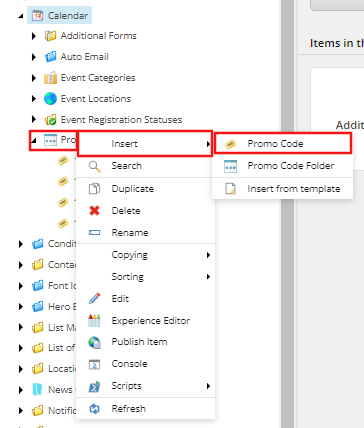 Calendar
Additional Forms
Auto Email
Event Categories
Event Locations
Event Registration Statuses
Items in th
Addit
Pro
Insert
Search
Duplicate
Delete
Rename
Copying
Sorting
Edit
Experience Editor
Publish Item
Console
Scripts
Refresh
Promo Code
Promo Code Folder
Insert from template
Condit
Contac
Font Ic
Hero B
List Ma
List of
News
Notific